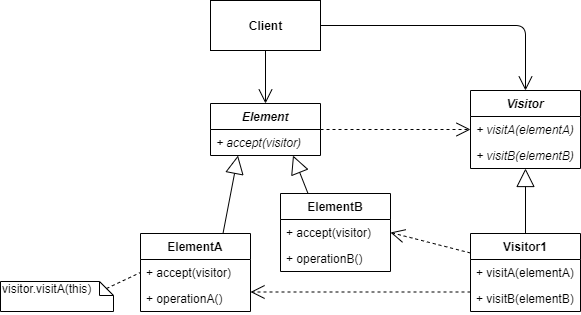 Client
Element
+ accept(visitor)
Visitor
+ visitA(elementA)
+ visitB(elementB)
ElementB
+ accept(visitor)
+ operationB()
ElementA
+ accept(visitor)
+ operationA()
Visitor1
+ visitA(elementA)
+ visitB(elementB)
visitor.visitA(this)